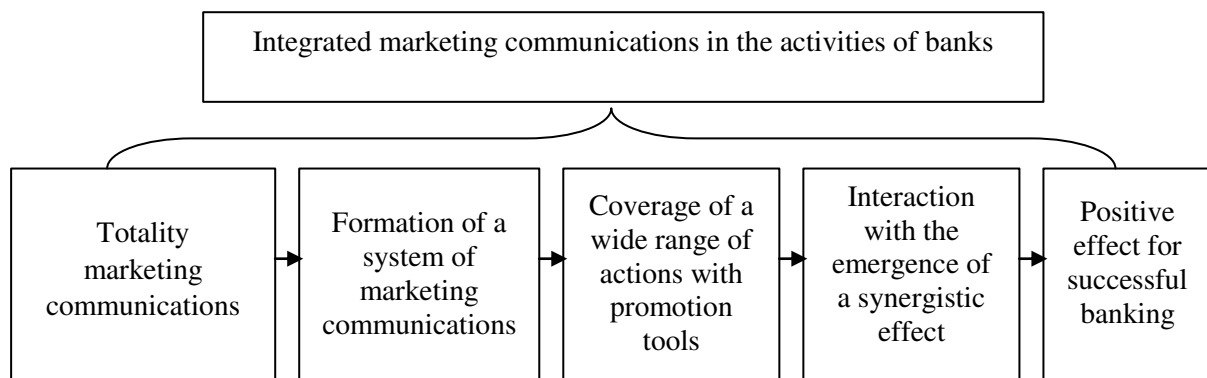 Integrated marketing communications in the activities of banks
Totality
marketing
communications
Formation of a
system of
marketing
communications
Coverage of a
wide range of
actions with
promotion
tools
Interaction
with the
emergence of
a synergistic
effect
Positive
effect for
successful
banking